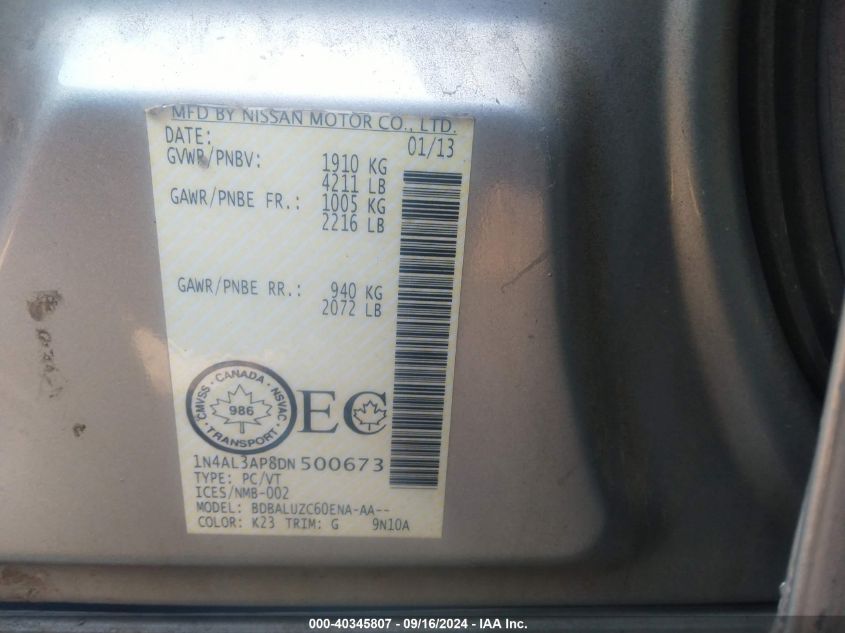 MFD BY NISSAN MOTOR CO., LTD.
DATE: 01/13
GVWR/PNBV: 1910 KG
4211 LB
GAWR/PNBE FR.: 1005 KG
2216 LB
GAWR/PNBE RR.: 940 KG
2072 LB
CANADA
CMVSS · NSVAC
986
TRANSPORT
EC
1N4AL3AP8DN500673
TYPE: PC/VT
ICES/NMB-002
MODEL: BDBALUZC60ENA-AA--
COLOR: K23 TRIM: G 9N10A
000-40345807 - 09/16/2024 - IAA Inc.